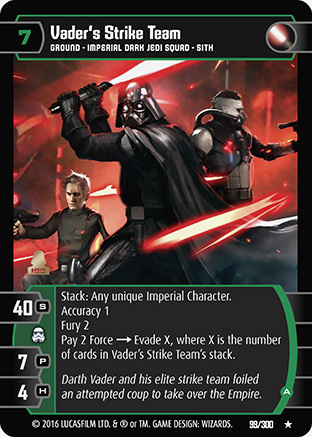 7
Vader's Strike Team
GROUND - IMPERIAL DARK JEDI SQUAD - SITH
40 S
7 P
4 H
Stack: Any unique Imperial Character.
Accuracy 1
Fury 2
Pay 2 Force → Evade X, where X is the number
of cards in Vader's Strike Team's stack.
Darth Vader and his elite strike team foiled
an attempted coup to take over the Empire.
A
© 2016 LUCASFILM LTD. & ® or TM. GAME DESIGN: WIZARDS.
99/300 ★